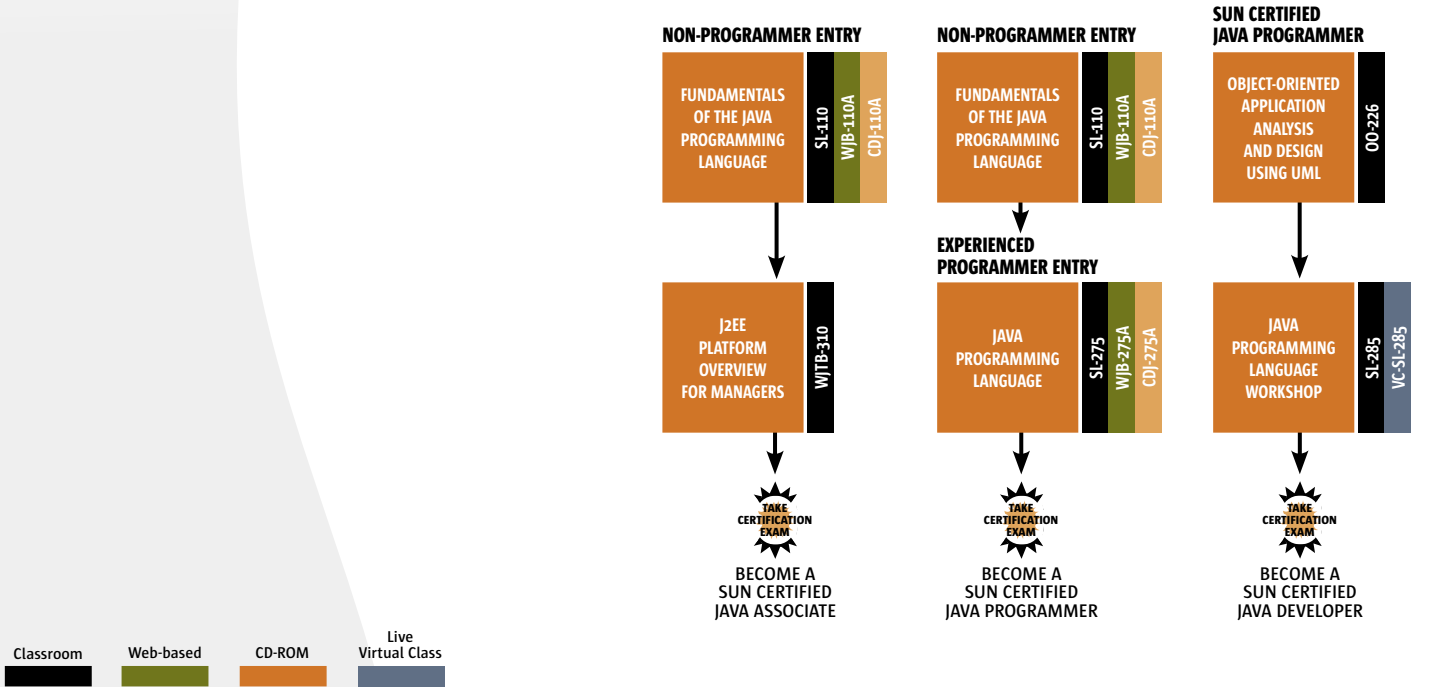 NON-PROGRAMMER ENTRY
FUNDAMENTALS
OF THE JAVA
PROGRAMMING
LANGUAGE
SL-110
WJB-110A
CDJ-110A
J2EE
PLATFORM
OVERVIEW
FOR MANAGERS
WJTB-310
TAKE
CERTIFICATION
EXAM
BECOME A
SUN CERTIFIED
JAVA ASSOCIATE
NON-PROGRAMMER ENTRY
FUNDAMENTALS
OF THE JAVA
PROGRAMMING
LANGUAGE
SL-110
WJB-110A
CDJ-110A
EXPERIENCED
PROGRAMMER ENTRY
JAVA
PROGRAMMING
LANGUAGE
SL-275
WJB-275A
CDJ-275A
TAKE
CERTIFICATION
EXAM
BECOME A
SUN CERTIFIED
JAVA PROGRAMMER
SUN CERTIFIED
JAVA PROGRAMMER
OBJECT-ORIENTED
APPLICATION
ANALYSIS
AND DESIGN
USING UML
OO-226
JAVA
PROGRAMMING
LANGUAGE
WORKSHOP
SL-285
VC-SL-285
TAKE
CERTIFICATION
EXAM
BECOME A
SUN CERTIFIED
JAVA DEVELOPER
Classroom
Web-based
CD-ROM
Live
Virtual Class